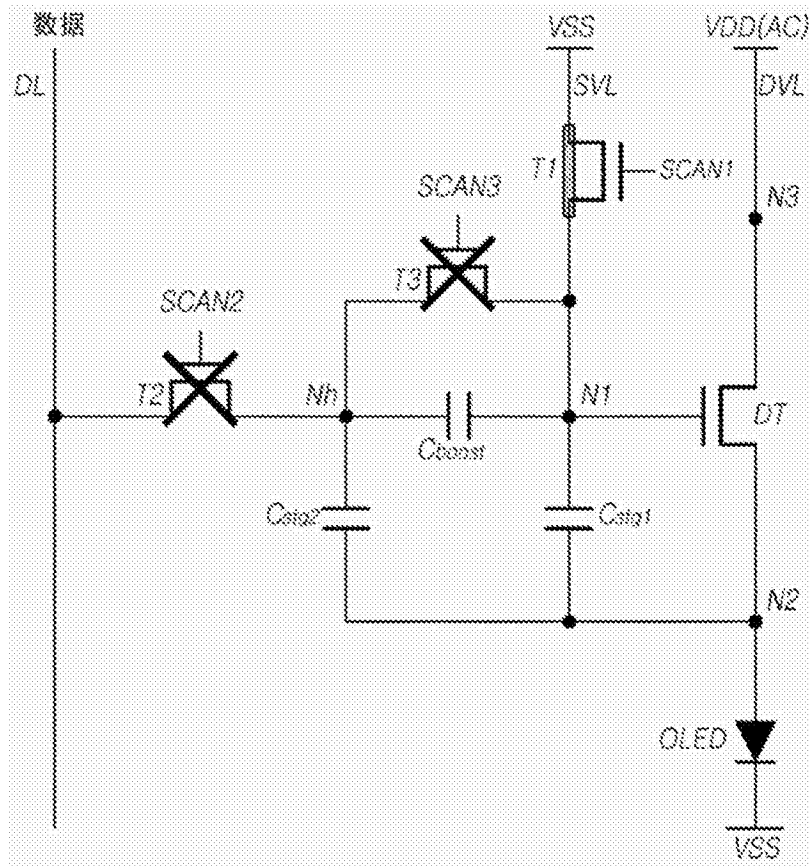 数据
VSS
VDD(AC)
DL
SVL
DVL
T1
SCAN1
SCAN3
N3
T3
SCAN2
T2
Nh
N1
DT
Cboost
Cstg2
Cstg1
N2
OLED
VSS